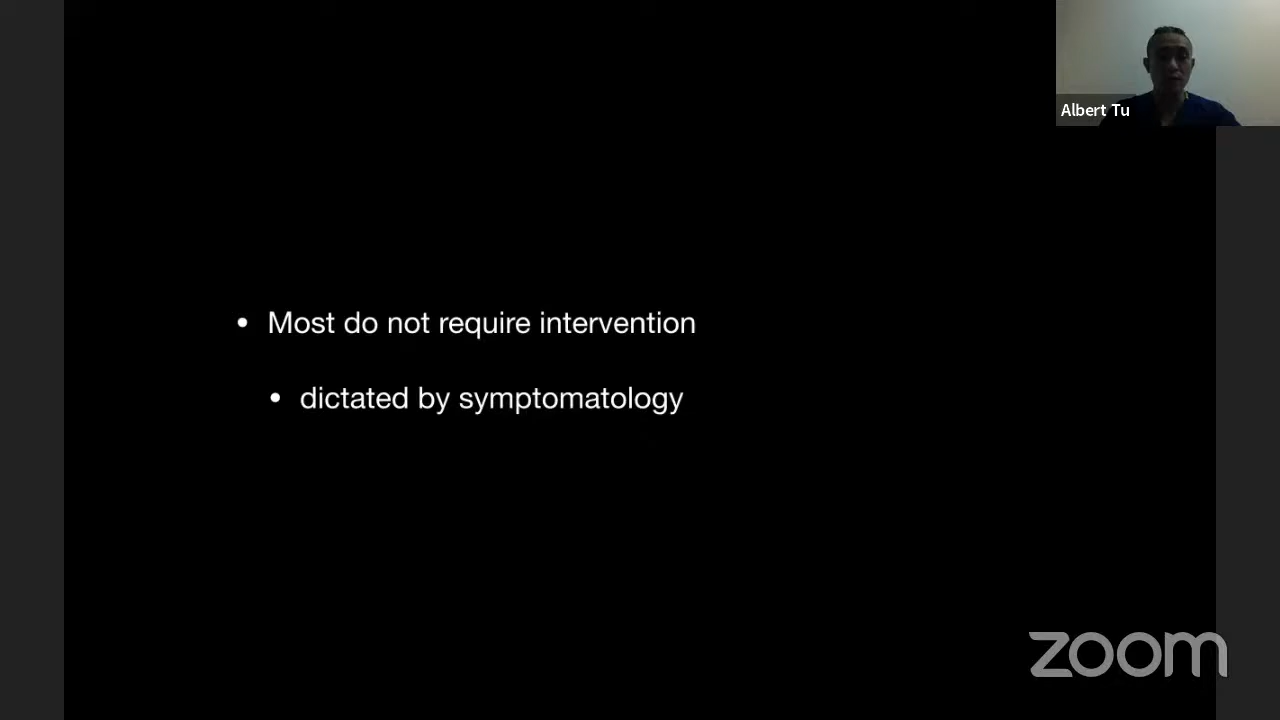 Albert Tu
• Most do not require intervention
• dictated by symptomatology
zoom